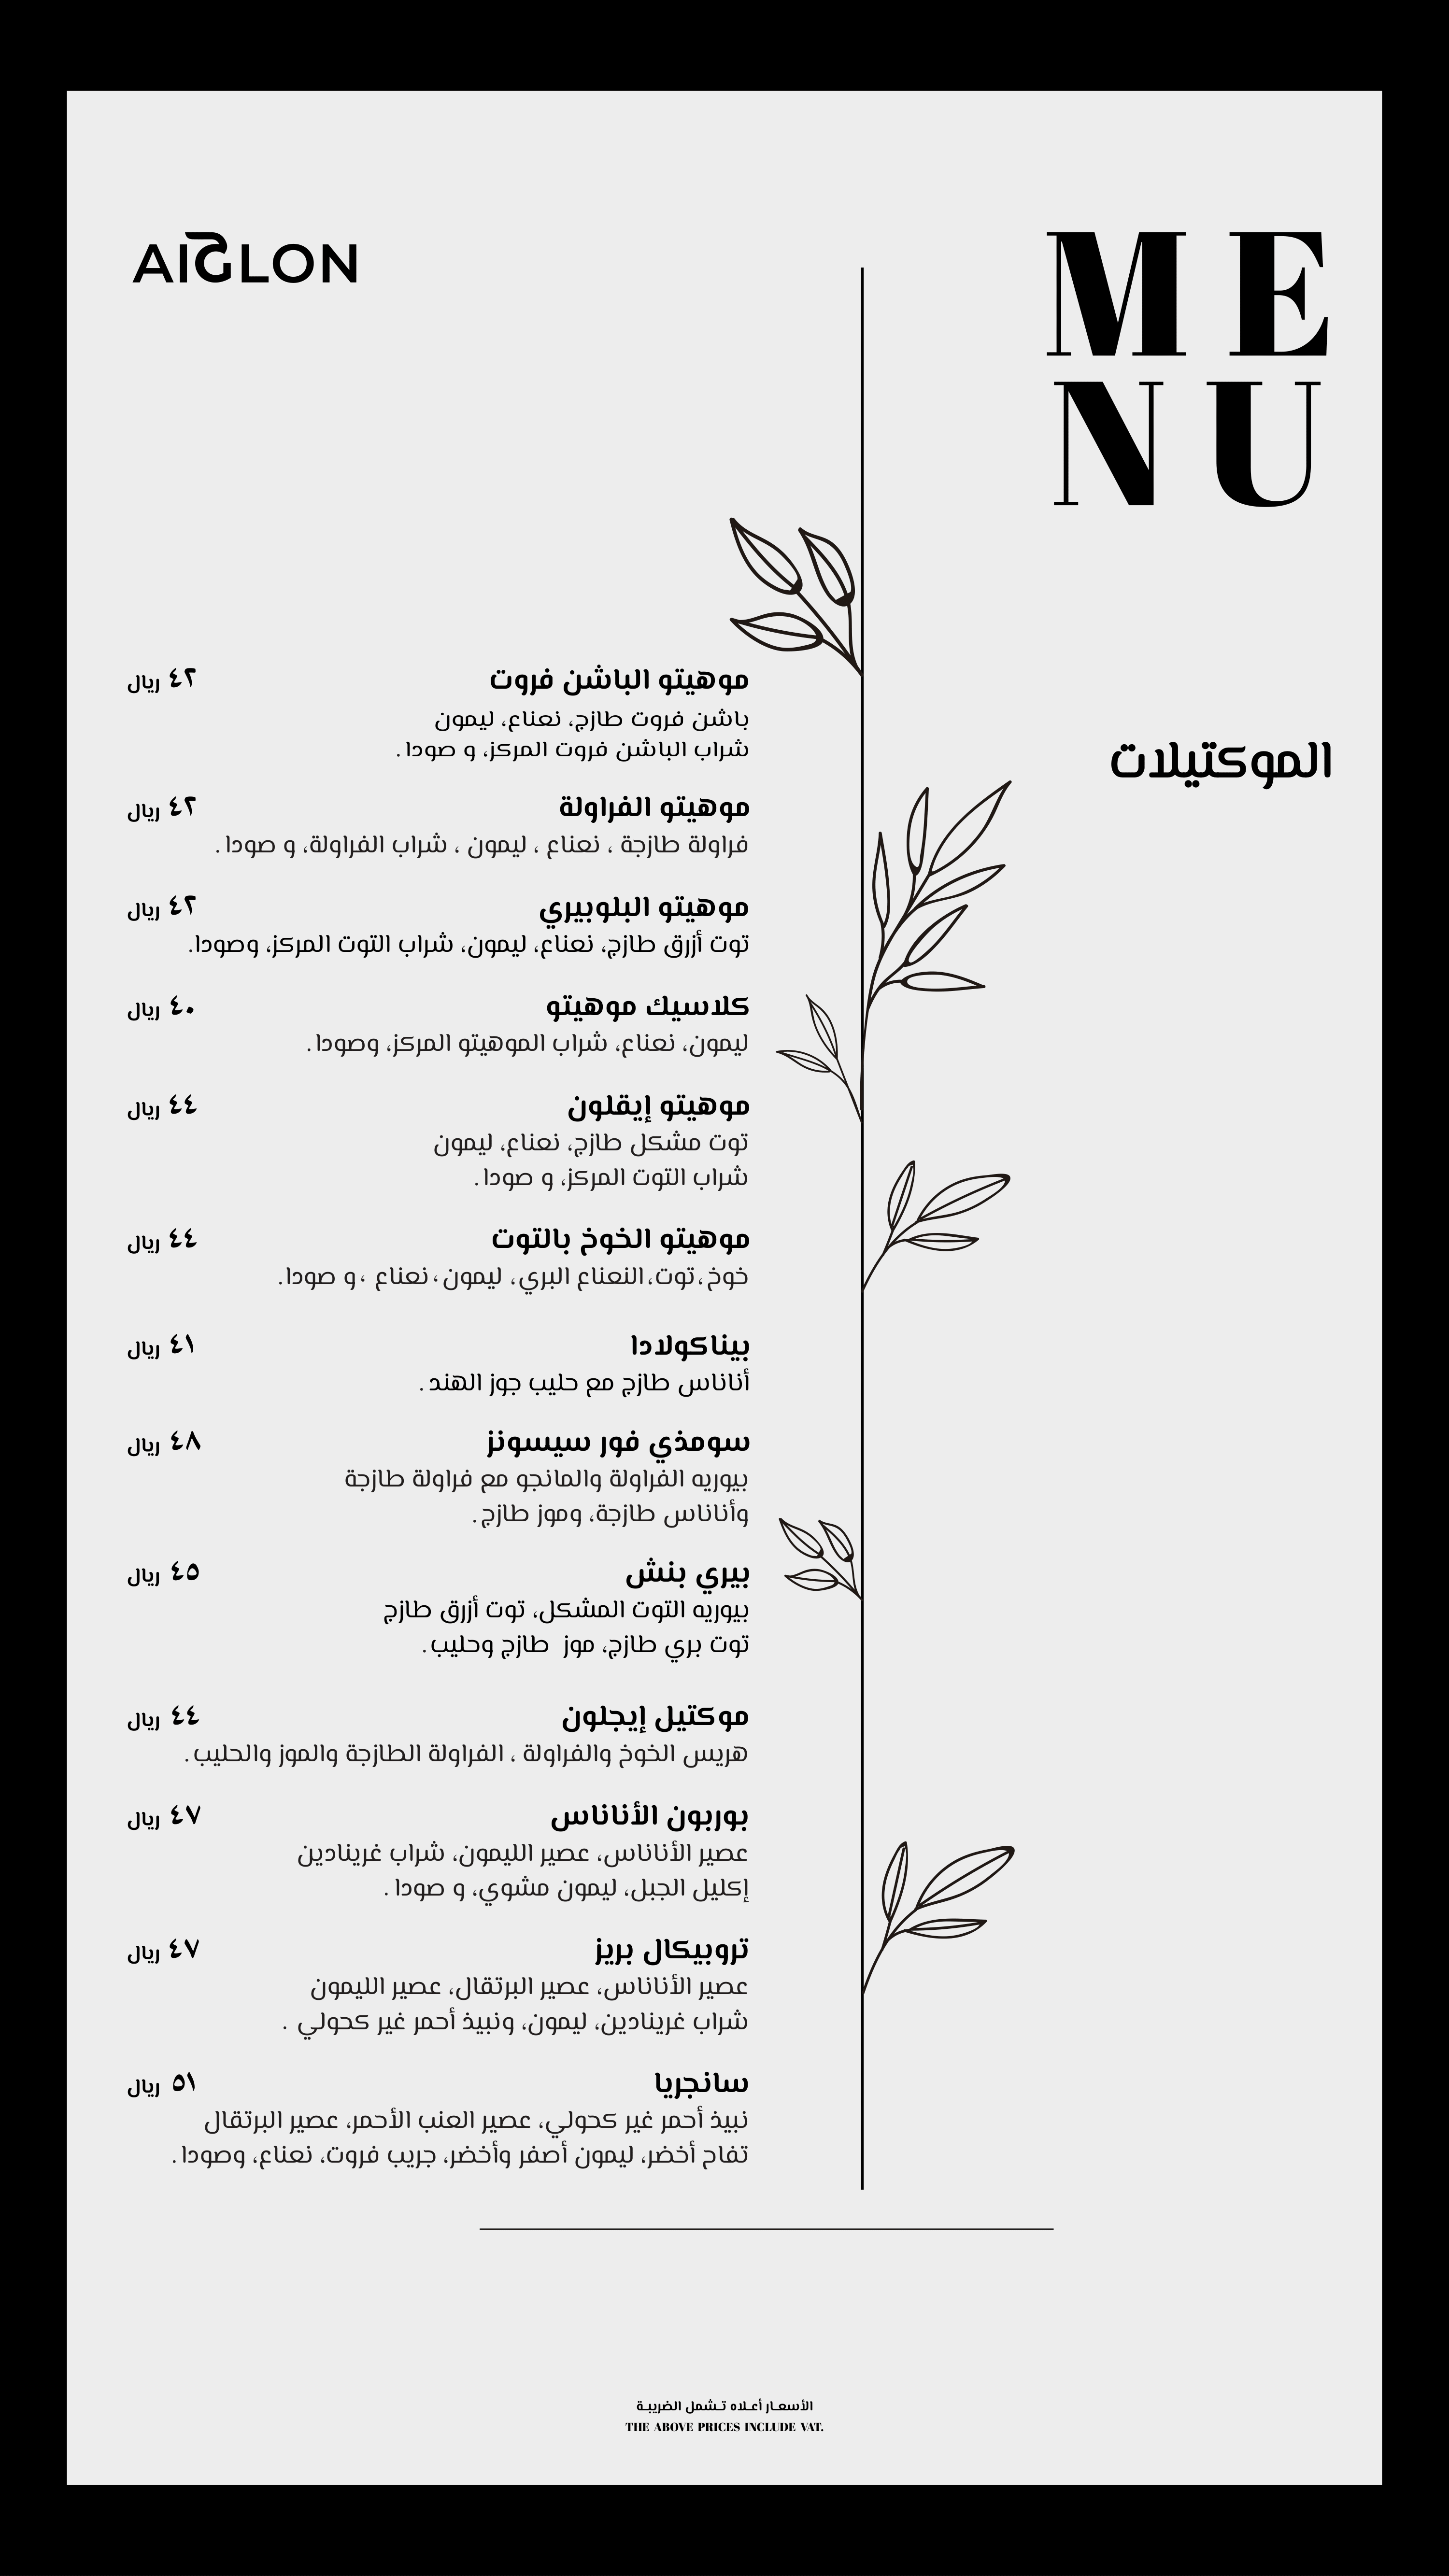 AIGLON
ME
NU
الموكتيلات
موهيتو الباشن فروت ٤٢ ريال
باشن فروت طازج، نعناع، ليمون
شراب الباشن فروت المركز، و صودا.
موهيتو الفراولة ٤٢ ريال
فراولة طازجة ، نعناع ، ليمون ، شراب الفراولة، و صودا.
موهيتو البلوبيري ٤٢ ريال
توت أزرق طازج، نعناع، ليمون، شراب التوت المركز، وصودا.
كلاسيك موهيتو ٤٠ ريال
ليمون، نعناع، شراب الموهيتو المركز، وصودا.
موهيتو إيقلون ٤٤ ريال
توت مشكل طازج، نعناع، ليمون
شراب التوت المركز، و صودا.
موهيتو الخوخ بالتوت ٤٤ ريال
خوخ،توت،النعناع البري، ليمون،نعناع ،و صودا.
بيناكولادا ٤١ ريال
أناناس طازج مع حليب جوز الهند.
سومذي فور سيسونز ٤٨ ريال
بيوريه الفراولة والمانجو مع فراولة طازجة
وأناناس طازجة، وموز طازج.
بيري بنش ٤٥ ريال
بيوريه التوت المشكل، توت أزرق طازج
توت بري طازج، موز طازج وحليب.
موكتيل إيجلون ٤٤ ريال
هريس الخوخ والفراولة ، الفراولة الطازجة والموز والحليب.
بوربون الأناناس ٤٧ ريال
عصير الأناناس، عصير الليمون، شراب غرينادين
إكليل الجبل، ليمون مشوي، و صودا.
تروبيكال بريز ٤٧ ريال
عصير الأناناس، عصير البرتقال، عصير الليمون
شراب غرينادين، ليمون، ونبيذ أحمر غير كحولي .
سانجريا ٥١ ريال
نبيذ أحمر غير كحولي، عصير العنب الأحمر، عصير البرتقال
تفاح أخضر، ليمون أصفر وأخضر، جريب فروت، نعناع، وصودا.
الأسعـار أعـلاه تـشمل الضريبـة
THE ABOVE PRICES INCLUDE VAT.